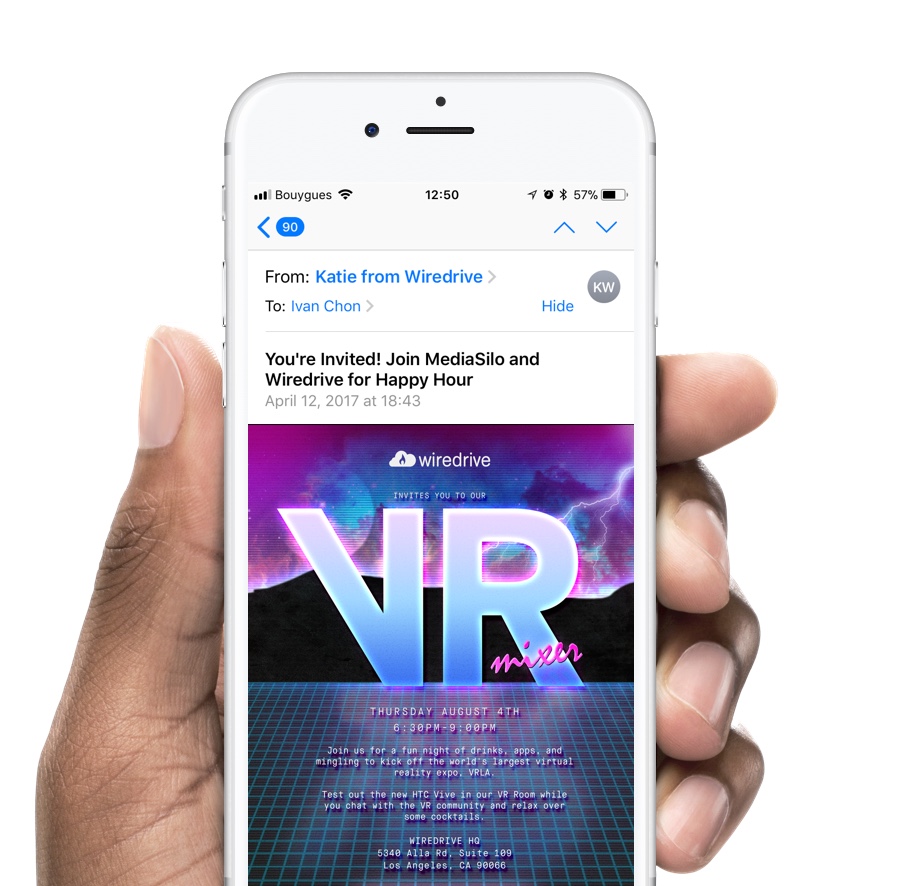 Bouygues 12:50 57%
90
From: Katie from Wiredrive
KW
To: Ivan Chon Hide
You're Invited! Join MediaSilo and
Wiredrive for Happy Hour
April 12, 2017 at 18:43
wiredrive
INVITES YOU TO OUR
VR
mixer
THURSDAY AUGUST 4TH
6:30PM-9:00PM
Join us for a fun night of drinks, apps, and
mingling to kick off the world's largest virtual
reality expo, VRLA.
Test out the new HTC Vive in our VR Room while
you chat with the VR community and relax over
some cocktails.
WIREDRIVE HQ
5340 Alla Rd, Suite 109
Los Angeles, CA 90066